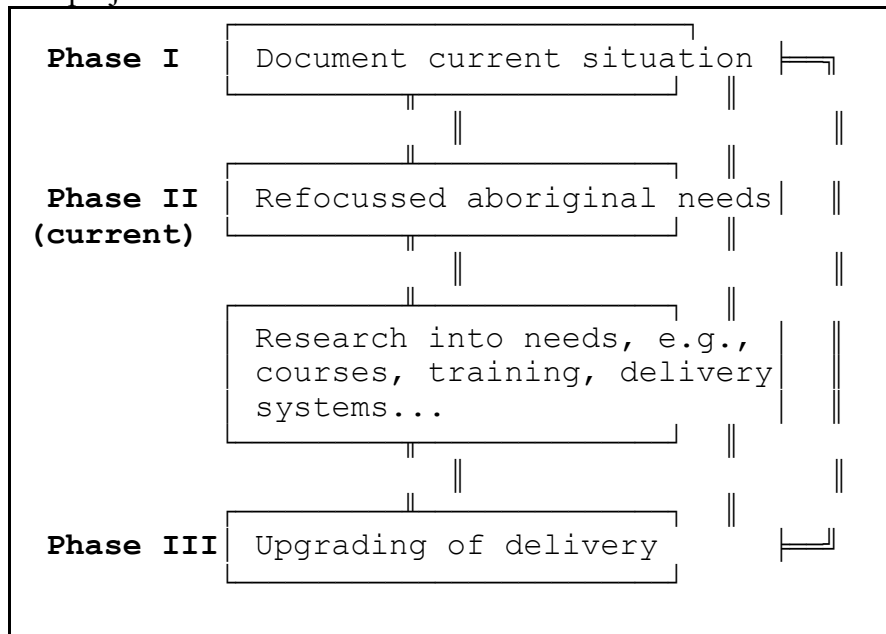 Phase I Document current situation
Phase II Refocussed aboriginal needs
(current)
Research into needs, e.g.,
courses, training, delivery
systems...
Phase III Upgrading of delivery